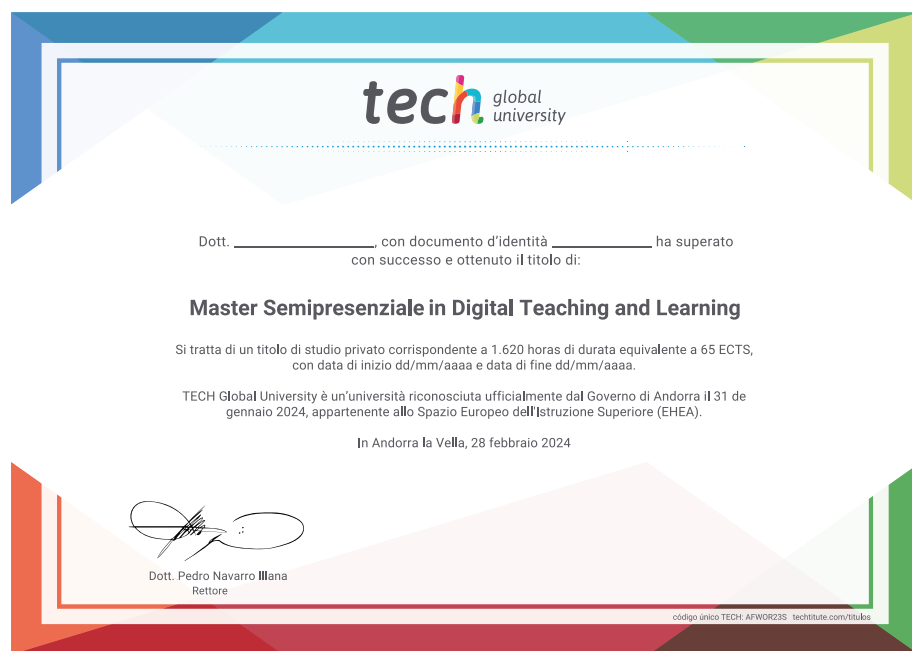 tech global university
Dott. ____________________, con documento d'identità __________________ ha superato
con successo e ottenuto il titolo di:
Master Semipresenziale in Digital Teaching and Learning
Si tratta di un titolo di studio privato corrispondente a 1.620 horas di durata equivalente a 65 ECTS,
con data di inizio dd/mm/aaaa e data di fine dd/mm/aaaa.
TECH Global University è un'università riconosciuta ufficialmente dal Governo di Andorra il 31 de
gennaio 2024, appartenente allo Spazio Europeo dell'Istruzione Superiore (EHEA).
In Andorra la Vella, 28 febbraio 2024
Dott. Pedro Navarro Illana
Rettore
código único TECH: AFWOR23S techtitute.com/titulos